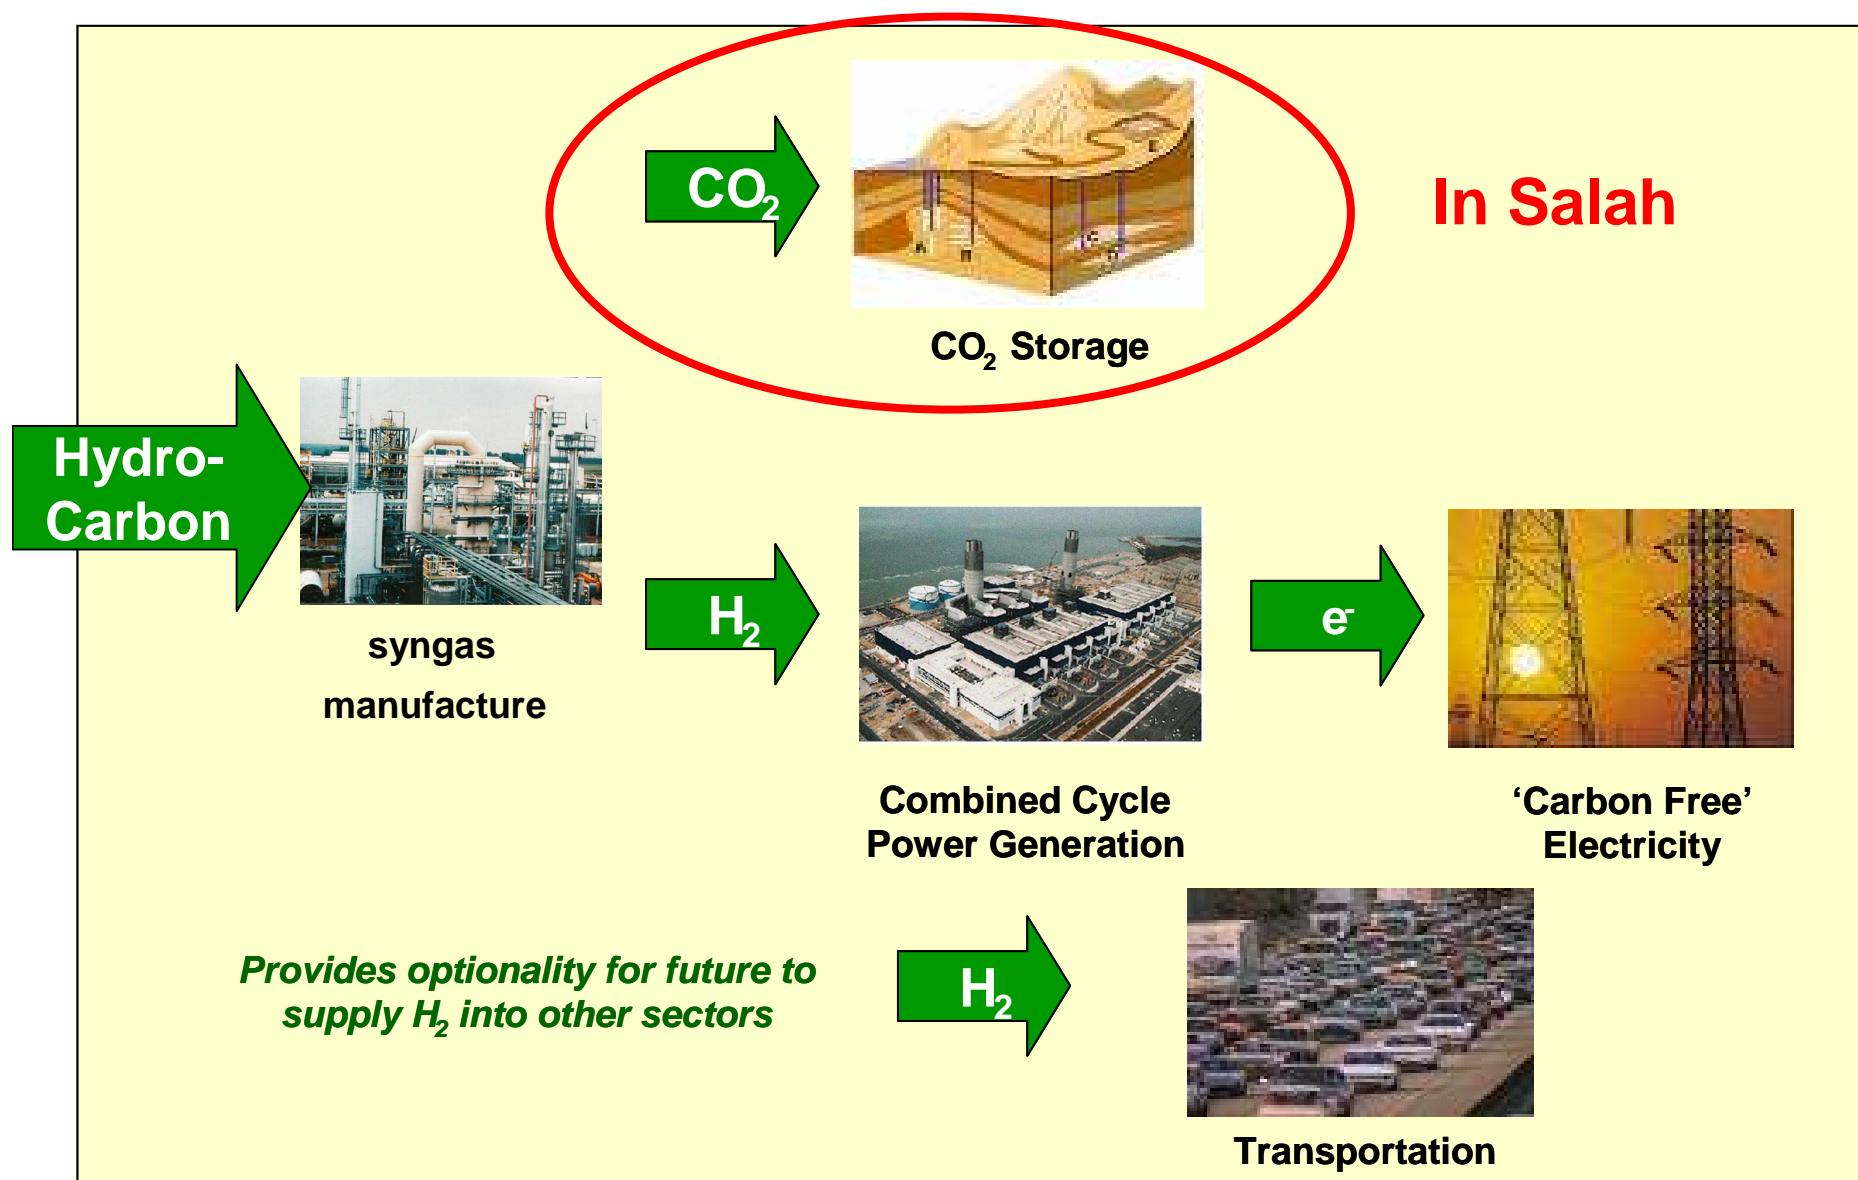 CO₂
In Salah
CO₂ Storage
Hydro-
Carbon
syngas
manufacture
H₂
e⁻
Combined Cycle
Power Generation
‘Carbon Free’
Electricity
Provides optionality for future to
supply H₂ into other sectors
H₂
Transportation